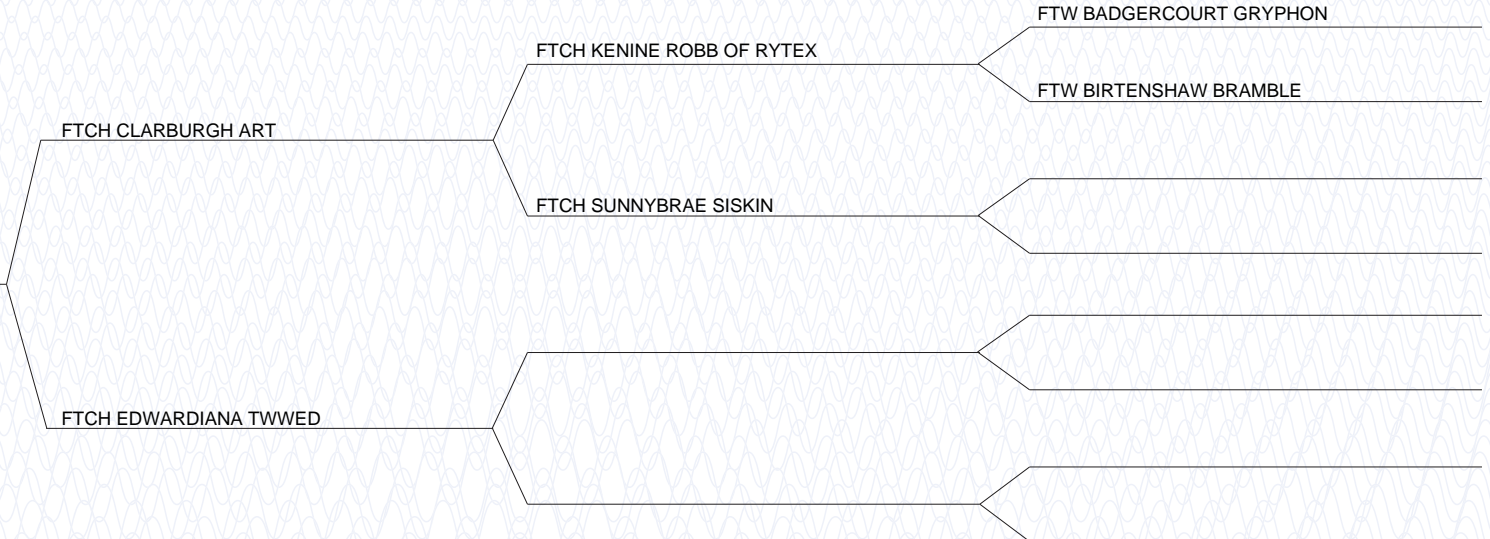 FTW BADGERCOURT GRYPHON
FTCH KENINE ROBB OF RYTEX
FTW BIRTENSHAW BRAMBLE
FTCH CLARBURGH ART
FTCH SUNNYBRAE SISKIN
FTCH EDWARDIANA TWWED